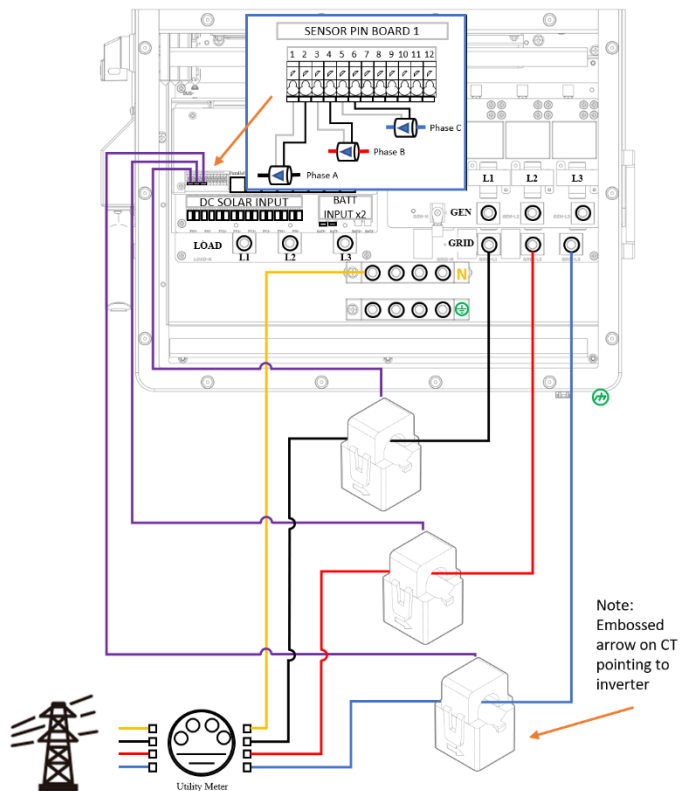 SENSOR PIN BOARD 1
1 2 3 4 5 6 7 8 9 10 11 12
Phase C
Phase B
Phase A
DC SOLAR INPUT
BATT
INPUT x2
L1 L2 L3
GEN
GRID
LOAD
L1 L2 L3
N
Note:
Embossed
arrow on CT
pointing to
inverter
Utility Meter